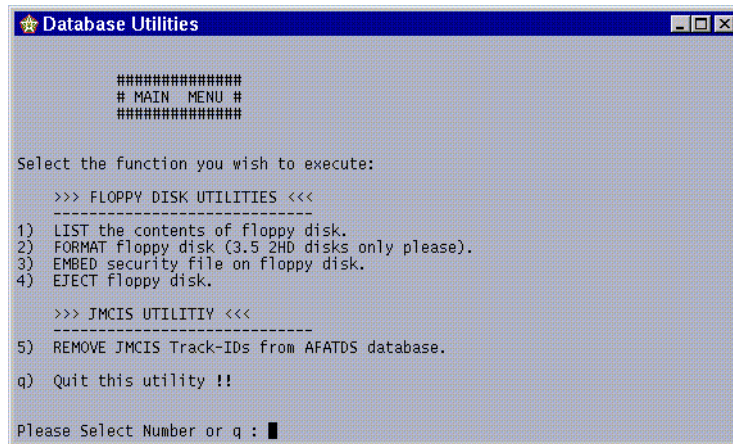 Database Utilities
##############
# MAIN MENU #
##############
Select the function you wish to execute:
>>> FLOPPY DISK UTILITIES <<<
-----------------------------
1) LIST the contents of floppy disk.
2) FORMAT floppy disk (3.5 2HD disks only please).
3) EMBED security file on floppy disk.
4) EJECT floppy disk.
>>> JMCIS UTILITIY <<<
-----------------------------
5) REMOVE JMCIS Track-IDs from AFATDS database.
q) Quit this utility !!
Please Select Number or q :